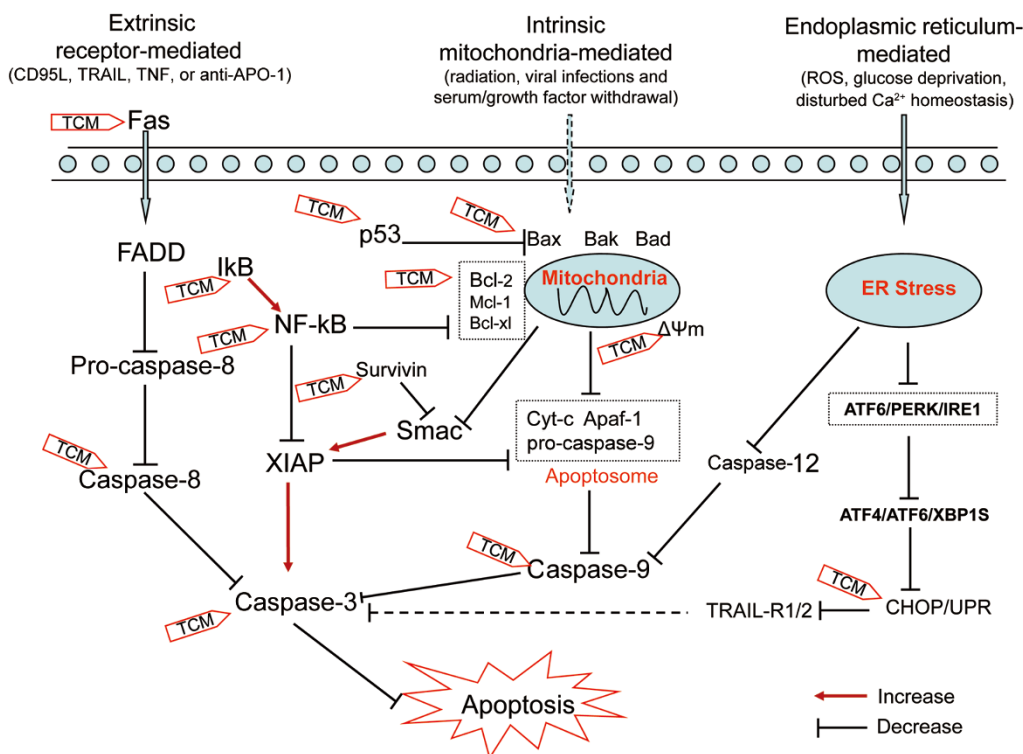 Extrinsic
receptor-mediated
(CD95L, TRAIL, TNF, or anti-APO-1)
Intrinsic
mitochondria-mediated
(radiation, viral infections and
serum/growth factor withdrawal)
Endoplasmic reticulum-
mediated
(ROS, glucose deprivation,
disturbed Ca²⁺ homeostasis)
TCM
Fas
TCM
p53
TCM
Bax Bak Bad
FADD
TCM
IkB
TCM
Bcl-2
Mcl-1
Bcl-xl
Mitochondria
ER Stress
TCM
NF-kB
TCM
ΔΨm
Pro-caspase-8
TCM
Survivin
Smac
Cyt-c Apaf-1
pro-caspase-9
Apoptosome
ATF6/PERK/IRE1
XIAP
Caspase-12
TCM
Caspase-8
ATF4/ATF6/XBP1S
TCM
Caspase-9
TCM
Caspase-3
TRAIL-R1/2
TCM
CHOP/UPR
Apoptosis
Increase
Decrease